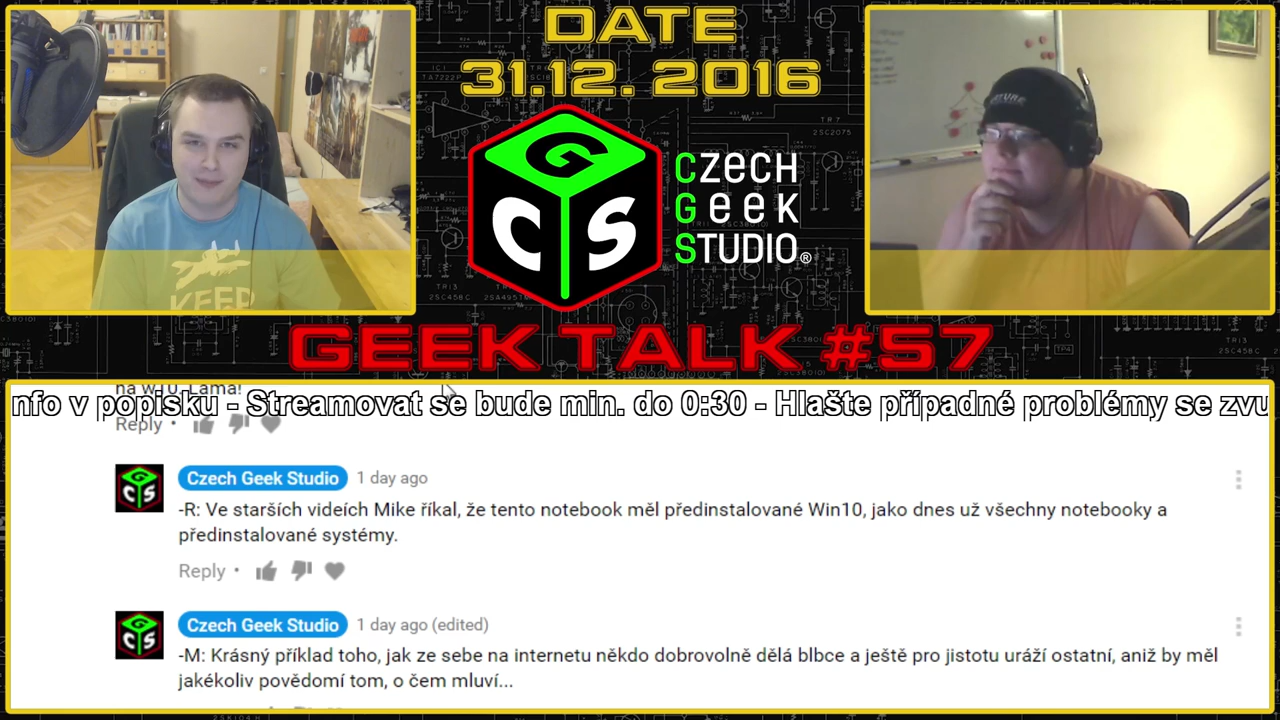 DATE
31.12. 2016
G
C S
CZECH
GEEK
STUDIO®
KEEP
GEEK TALK #57
na w10. Lama!
nfo v popisku - Streamovat se bude min. do 0:30 - Hlašte případné problémy se zvu
Reply •
Czech Geek Studio 1 day ago
-R: Ve starších videích Mike říkal, že tento notebook měl předinstalované Win10, jako dnes už všechny notebooky a
předinstalované systémy.
Reply •
Czech Geek Studio 1 day ago (edited)
-M: Krásný příklad toho, jak ze sebe na internetu někdo dobrovolně dělá blbce a ještě pro jistotu uráží ostatní, aniž by měl
jakékoliv povědomí tom, o čem mluví...